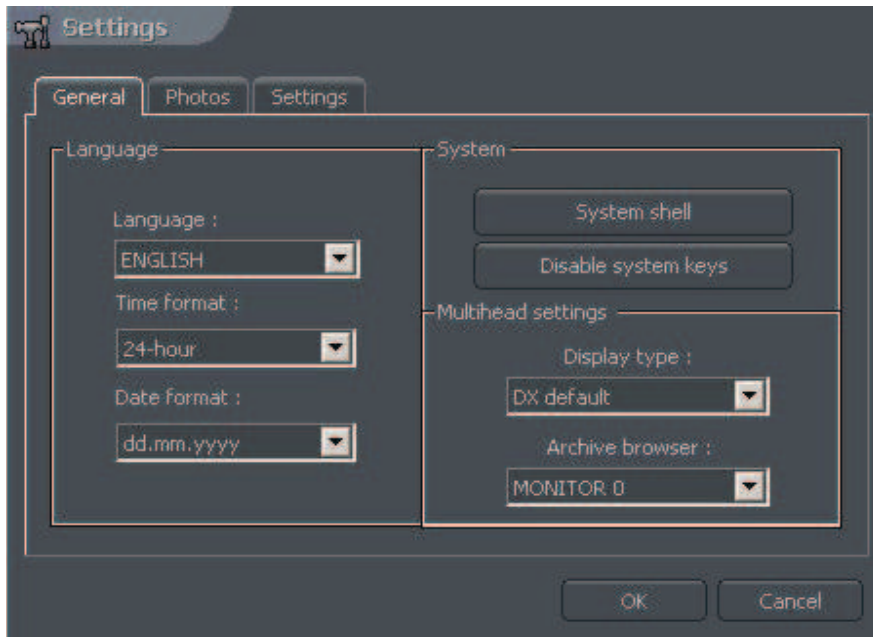 Settings
General Photos Settings
Language
Language :
ENGLISH
Time format :
24-hour
Date format :
dd.mm.yyyy
System
System shell
Disable system keys
Multihead settings
Display type :
DX default
Archive browser :
MONITOR 0
OK Cancel